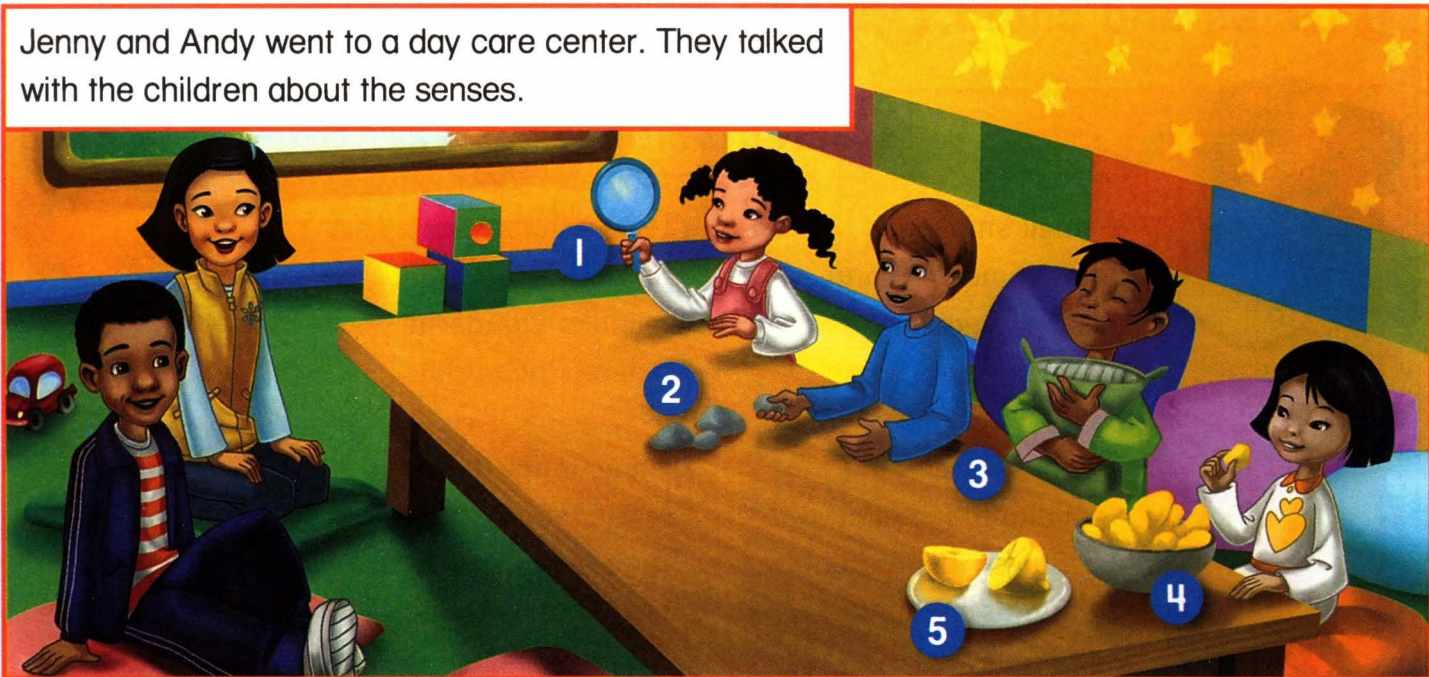 Jenny and Andy went to a day care center. They talked
with the children about the senses.
1
2
3
4
5